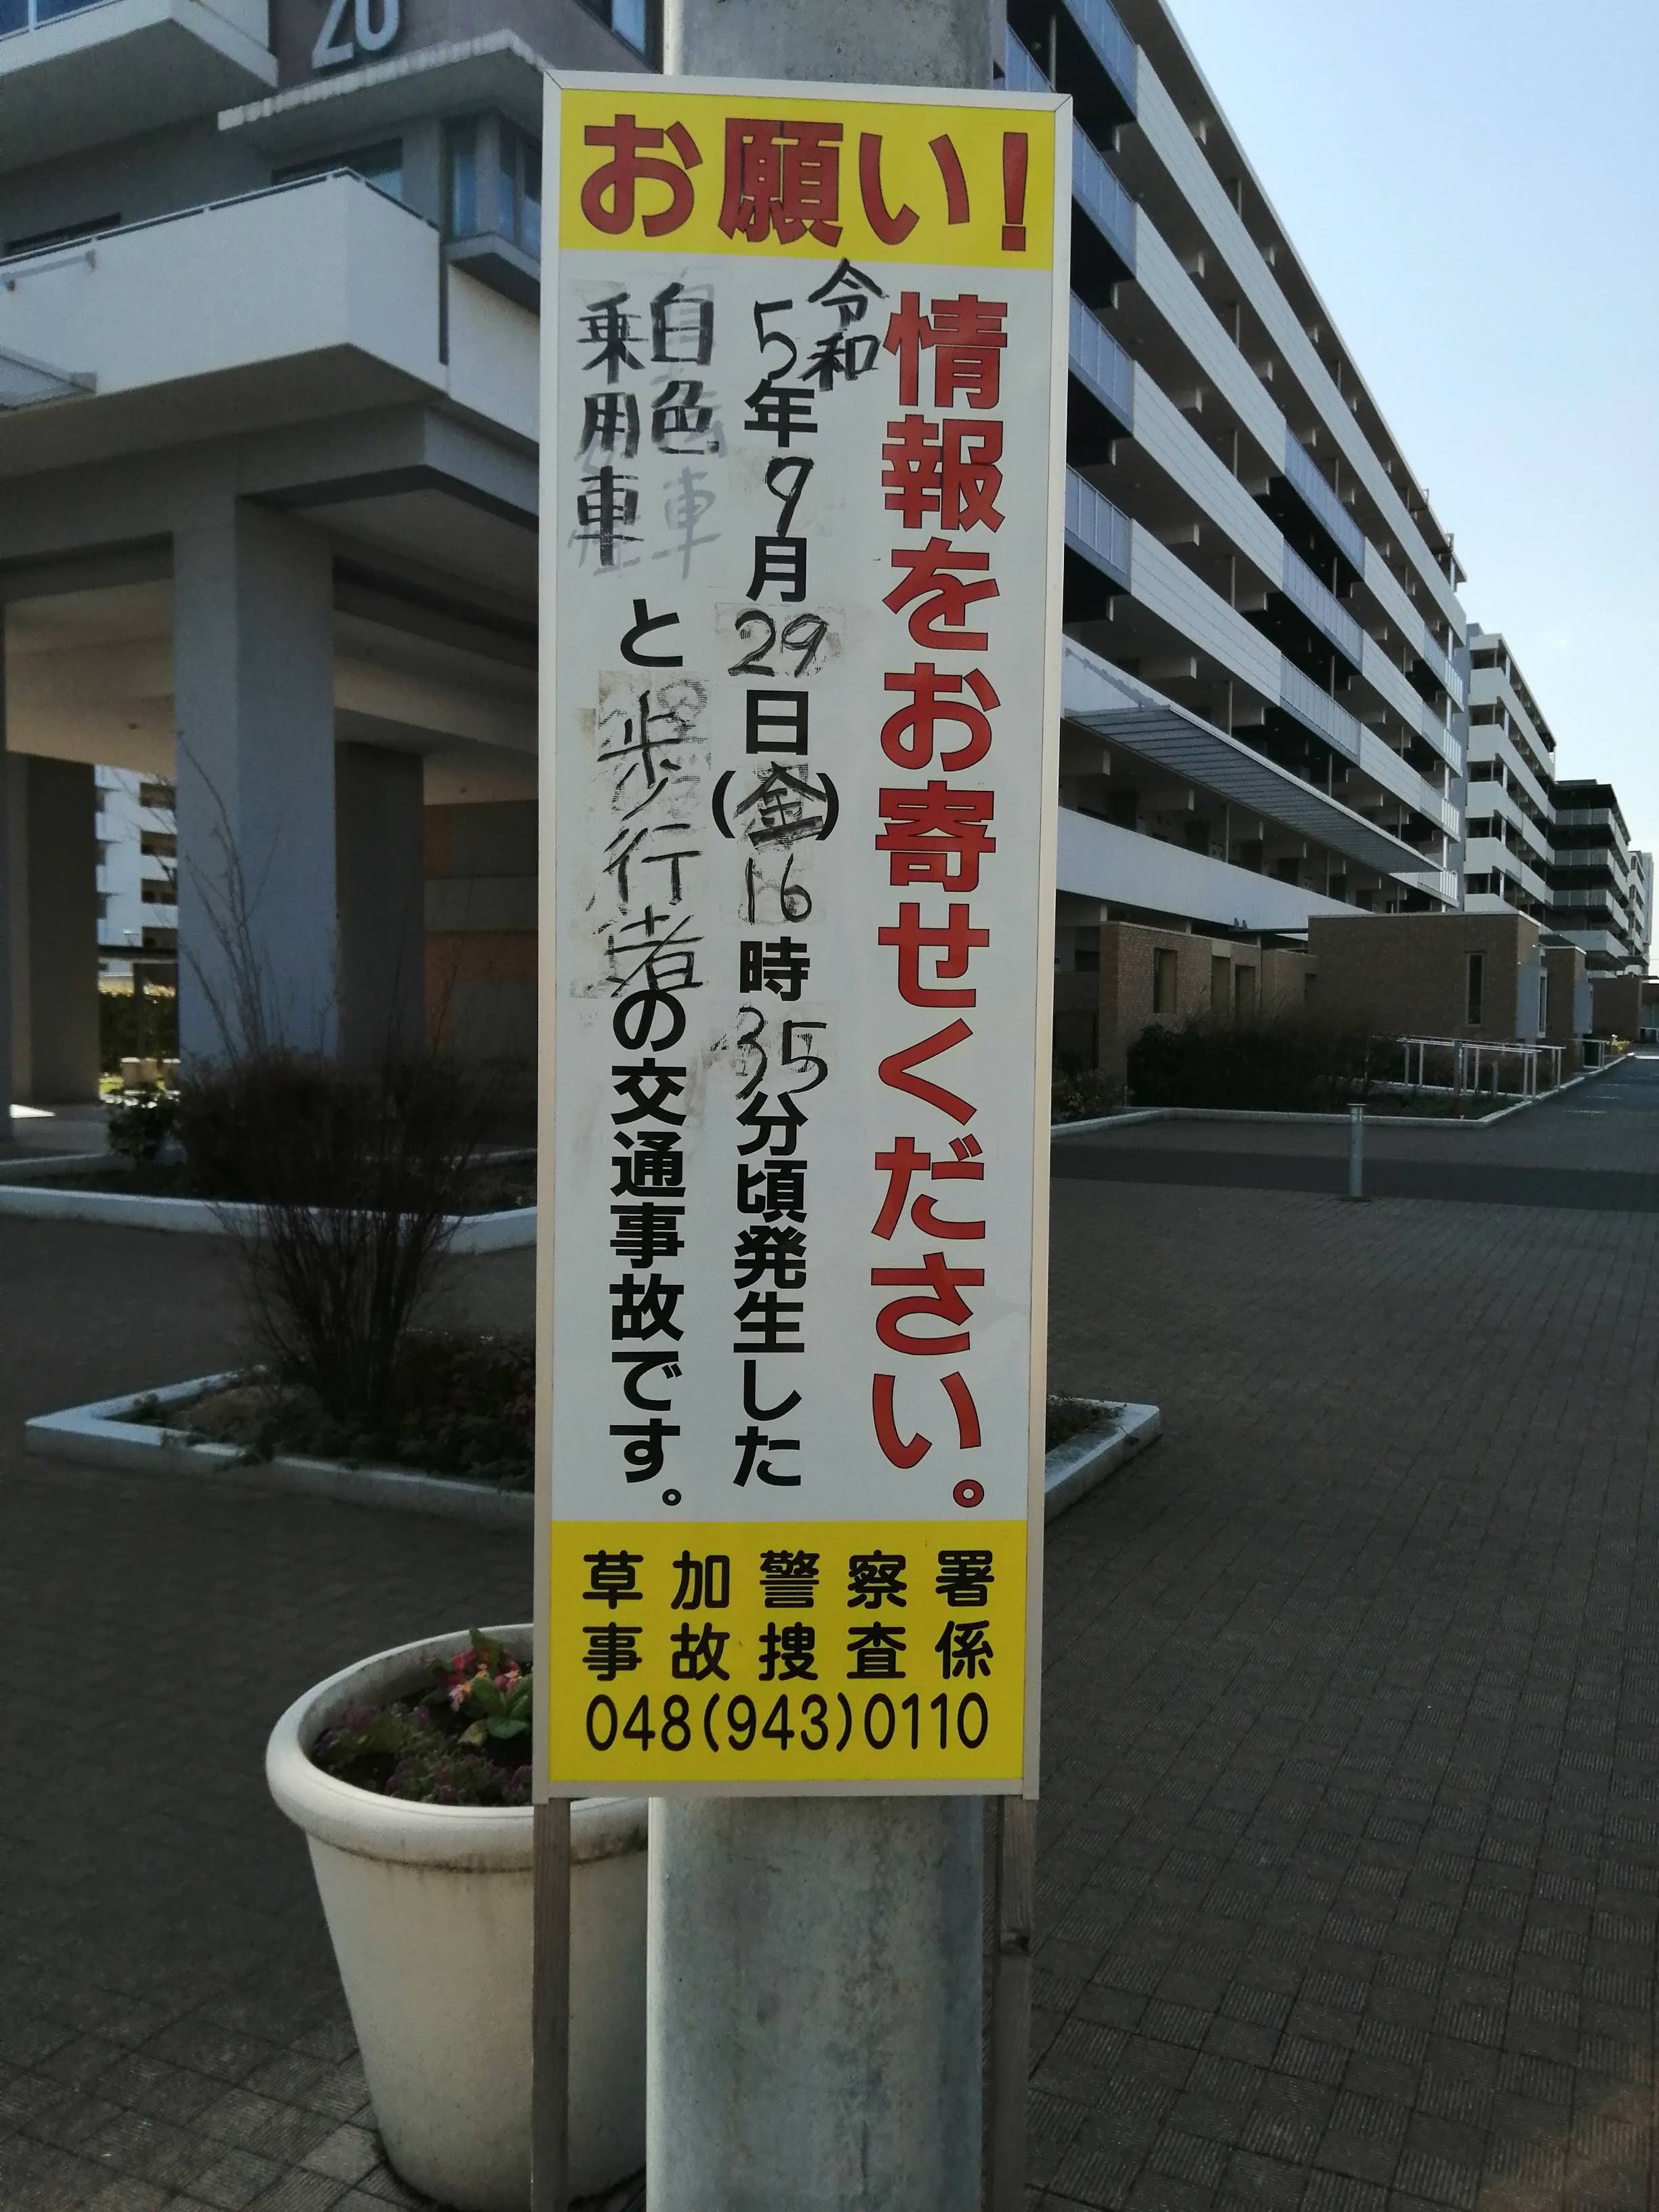 20
お願い!
情報をお寄せください。
令和
5年9月29日(金)16時35分頃発生した
白色
乗用車
と歩行者の交通事故です。
草加警察署
事故捜査係
048(943)0110